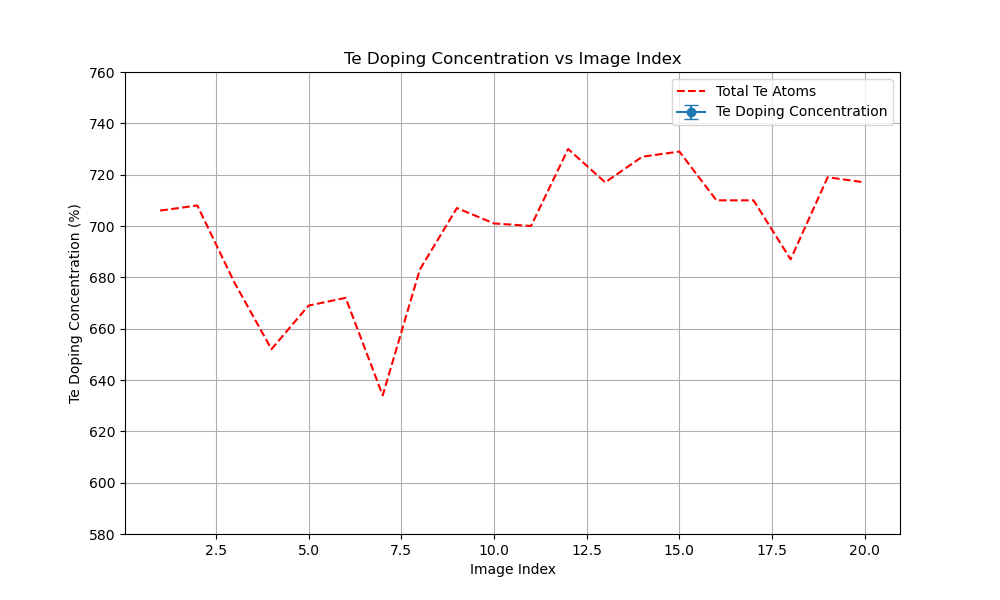 Te Doping Concentration vs Image Index
Total Te Atoms
Te Doping Concentration
Te Doping Concentration (%)
760
740
720
700
680
660
640
620
600
580
2.5 5.0 7.5 10.0 12.5 15.0 17.5 20.0
Image Index